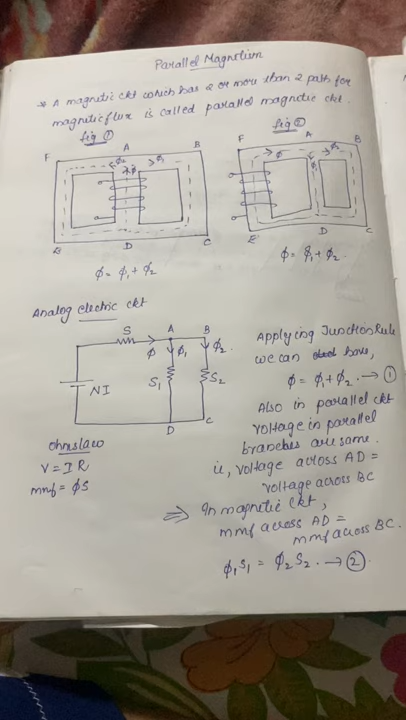 Parallel Magnetism
→ A magnetic ckt which has 2 or more than 2 path for
magnetic flux is called parallel magnetic ckt.
fig ①
F A B
ϕ2 ϕ ϕ1
E D C
ϕ = ϕ1 + ϕ2
fig ②
F A B
ϕ ϕ1 ϕ2
E D C
ϕ = ϕ1 + ϕ2.
Analog electric ckt
S A B
ϕ ϕ1 ϕ2
S1 S2
NI
D C
ohms law
V = I R
mmf = ϕS
Applying Junction Rule
we can have,
ϕ = ϕ1 + ϕ2. → ①
Also in parallel ckt
voltage in parallel
branches are same.
ie, voltage across AD =
voltage across BC
⇒ In magnetic ckt,
mmf across AD =
mmf across BC.
ϕ1S1 = ϕ2S2. → ②.